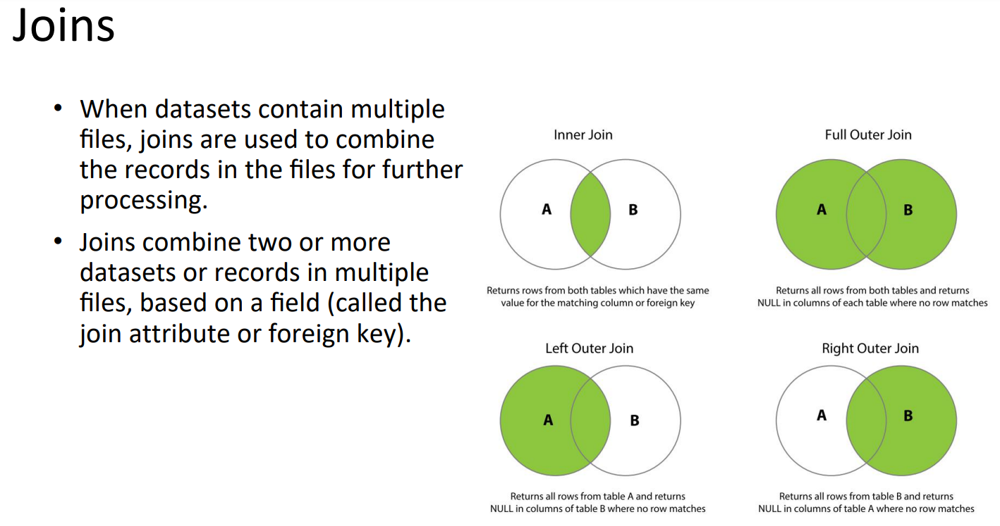 Joins
• When datasets contain multiple
files, joins are used to combine
the records in the files for further
processing.
• Joins combine two or more
datasets or records in multiple
files, based on a field (called the
join attribute or foreign key).
Inner Join
A
B
Returns rows from both tables which have the same
value for the matching column or foreign key
Full Outer Join
A
B
Returns all rows from both tables and returns
NULL in columns of each table where no row matches
Left Outer Join
A
B
Returns all rows from table A and returns
NULL in columns of table B where no row matches
Right Outer Join
A
B
Returns all rows from table B and returns
NULL in columns of table A where no row matches